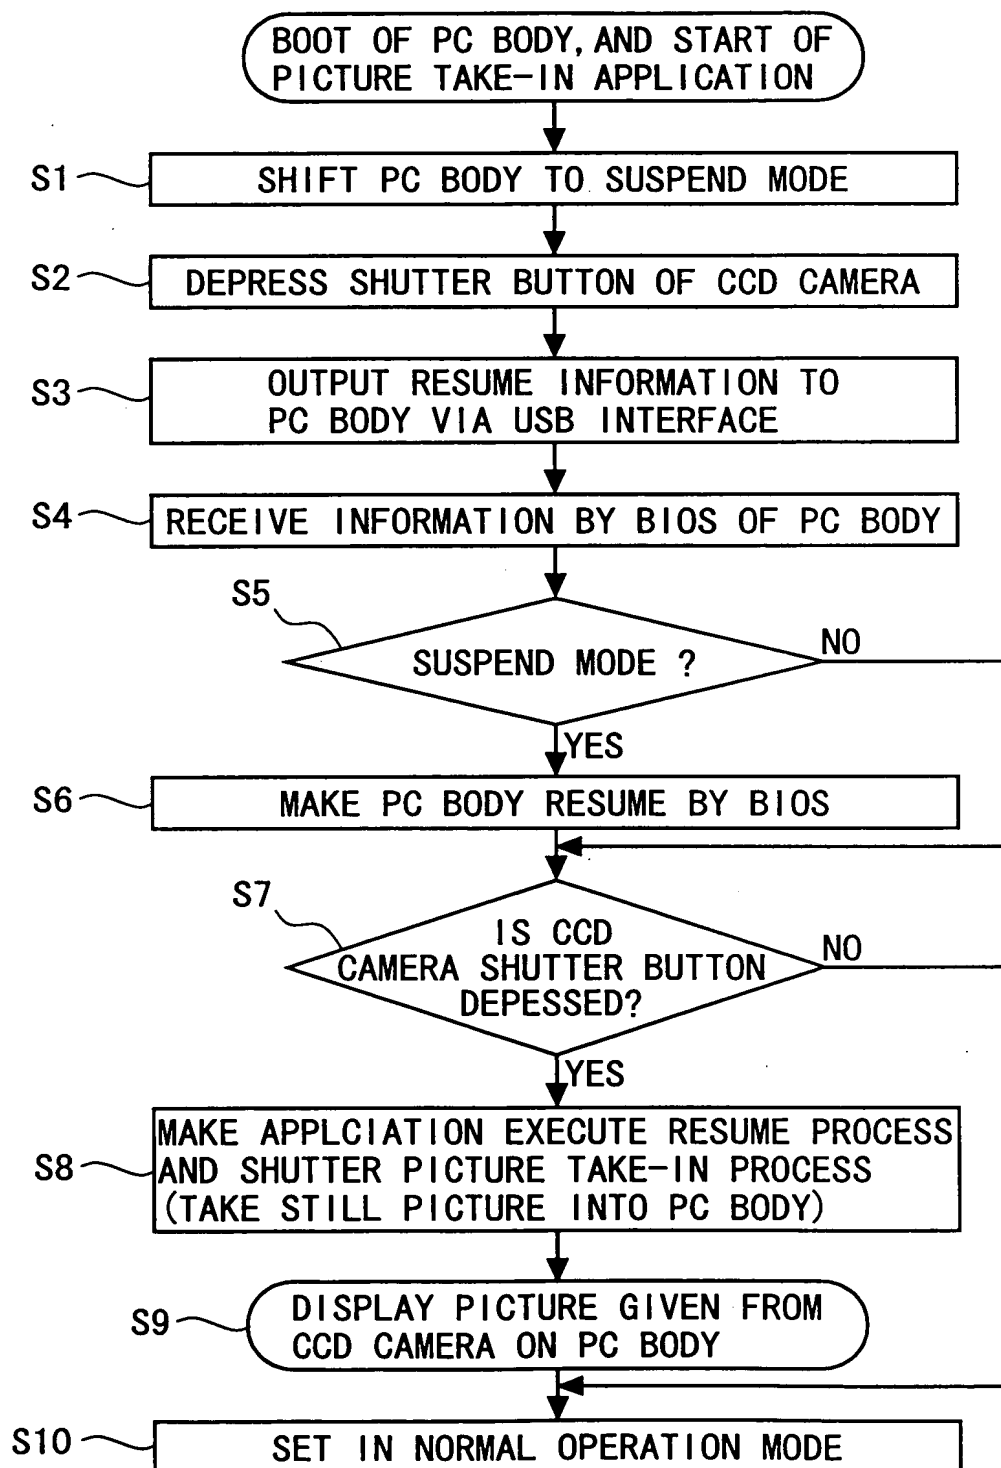 BOOT OF PC BODY, AND START OF
PICTURE TAKE-IN APPLICATION
S1
SHIFT PC BODY TO SUSPEND MODE
S2
DEPRESS SHUTTER BUTTON OF CCD CAMERA
S3
OUTPUT RESUME INFORMATION TO
PC BODY VIA USB INTERFACE
S4
RECEIVE INFORMATION BY BIOS OF PC BODY
S5
SUSPEND MODE ?
NO
YES
S6
MAKE PC BODY RESUME BY BIOS
S7
IS CCD
CAMERA SHUTTER BUTTON
DEPESSED?
NO
YES
S8
MAKE APPLCIATION EXECUTE RESUME PROCESS
AND SHUTTER PICTURE TAKE-IN PROCESS
(TAKE STILL PICTURE INTO PC BODY)
S9
DISPLAY PICTURE GIVEN FROM
CCD CAMERA ON PC BODY
S10
SET IN NORMAL OPERATION MODE